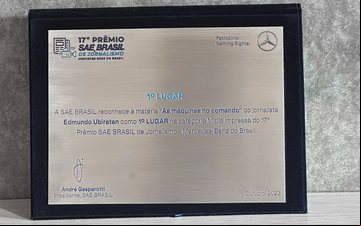 17º PRÊMIO
SAE BRASIL
DE JORNALISMO
MERCEDES-BENZ DO BRASIL
Patrocínio
Naming Rights:
1º LUGAR
A SAE BRASIL reconhece a matéria "As máquinas no comando" do jornalista
Edmundo Ubiratan como 1º LUGAR na categoria Mídia Impressa do 17º
Prêmio SAE BRASIL de Jornalismo - Mercedes-Benz do Brasil.
André Gasparotti
Presidente SAE BRASIL
Outubro, 2023